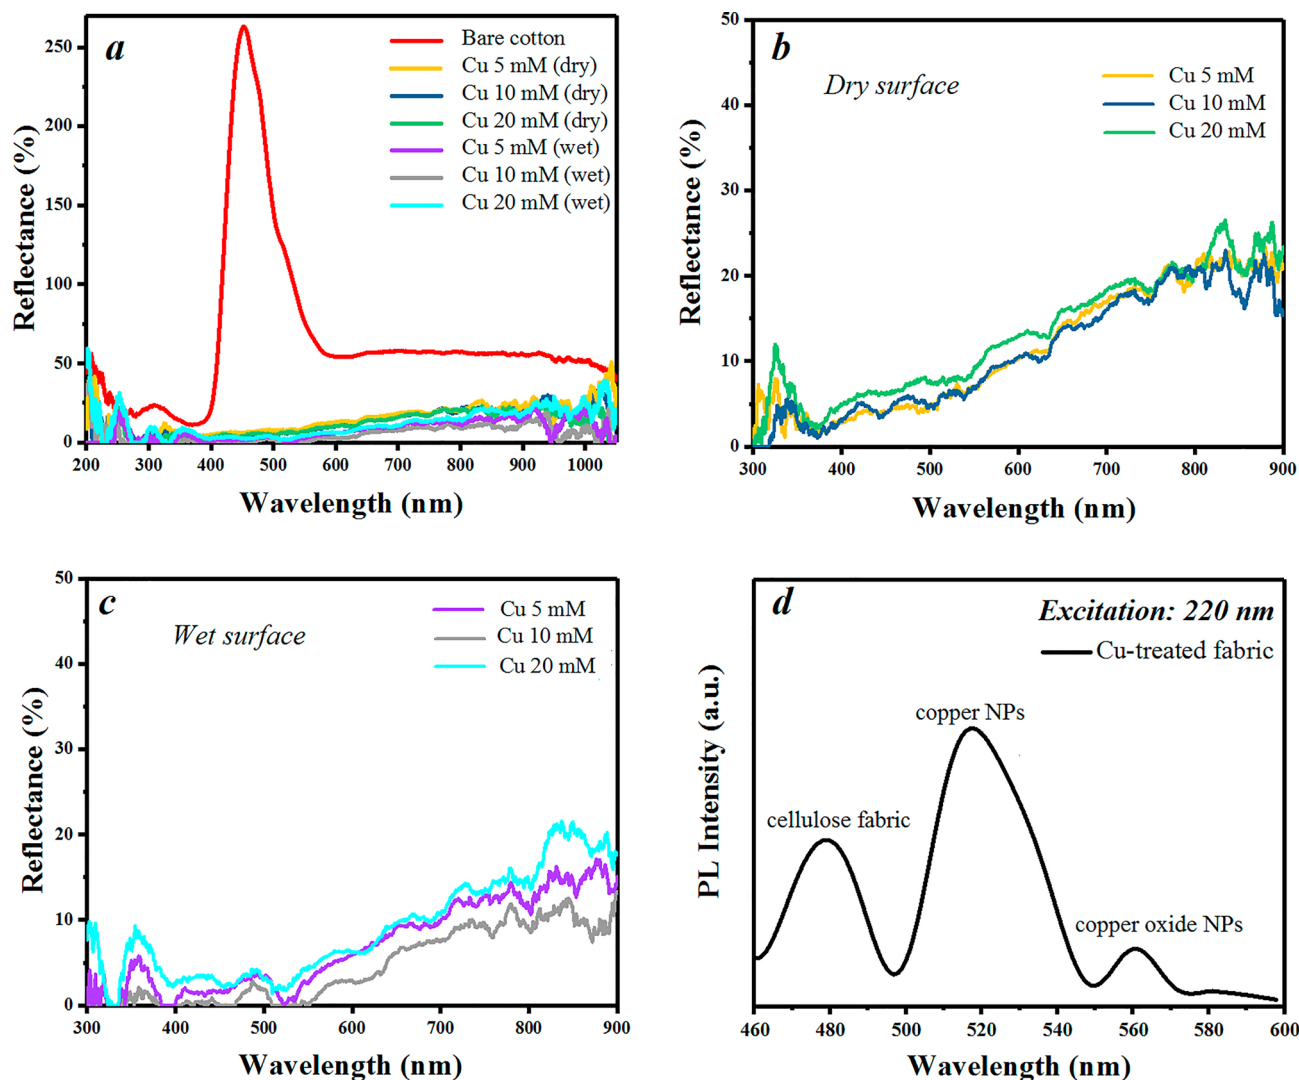 a
Bare cotton
Cu 5 mM (dry)
Cu 10 mM (dry)
Cu 20 mM (dry)
Cu 5 mM (wet)
Cu 10 mM (wet)
Cu 20 mM (wet)
250
200
150
100
50
0
Reflectance (%)
200 300 400 500 600 700 800 900 1000
Wavelength (nm)
b
Dry surface
Cu 5 mM
Cu 10 mM
Cu 20 mM
50
40
30
20
10
0
Reflectance (%)
300 400 500 600 700 800 900
Wavelength (nm)
c
Wet surface
Cu 5 mM
Cu 10 mM
Cu 20 mM
50
40
30
20
10
0
Reflectance (%)
300 400 500 600 700 800 900
Wavelength (nm)
d
Excitation: 220 nm
Cu-treated fabric
copper NPs
cellulose fabric
copper oxide NPs
PL Intensity (a.u.)
460 480 500 520 540 560 580 600
Wavelength (nm)